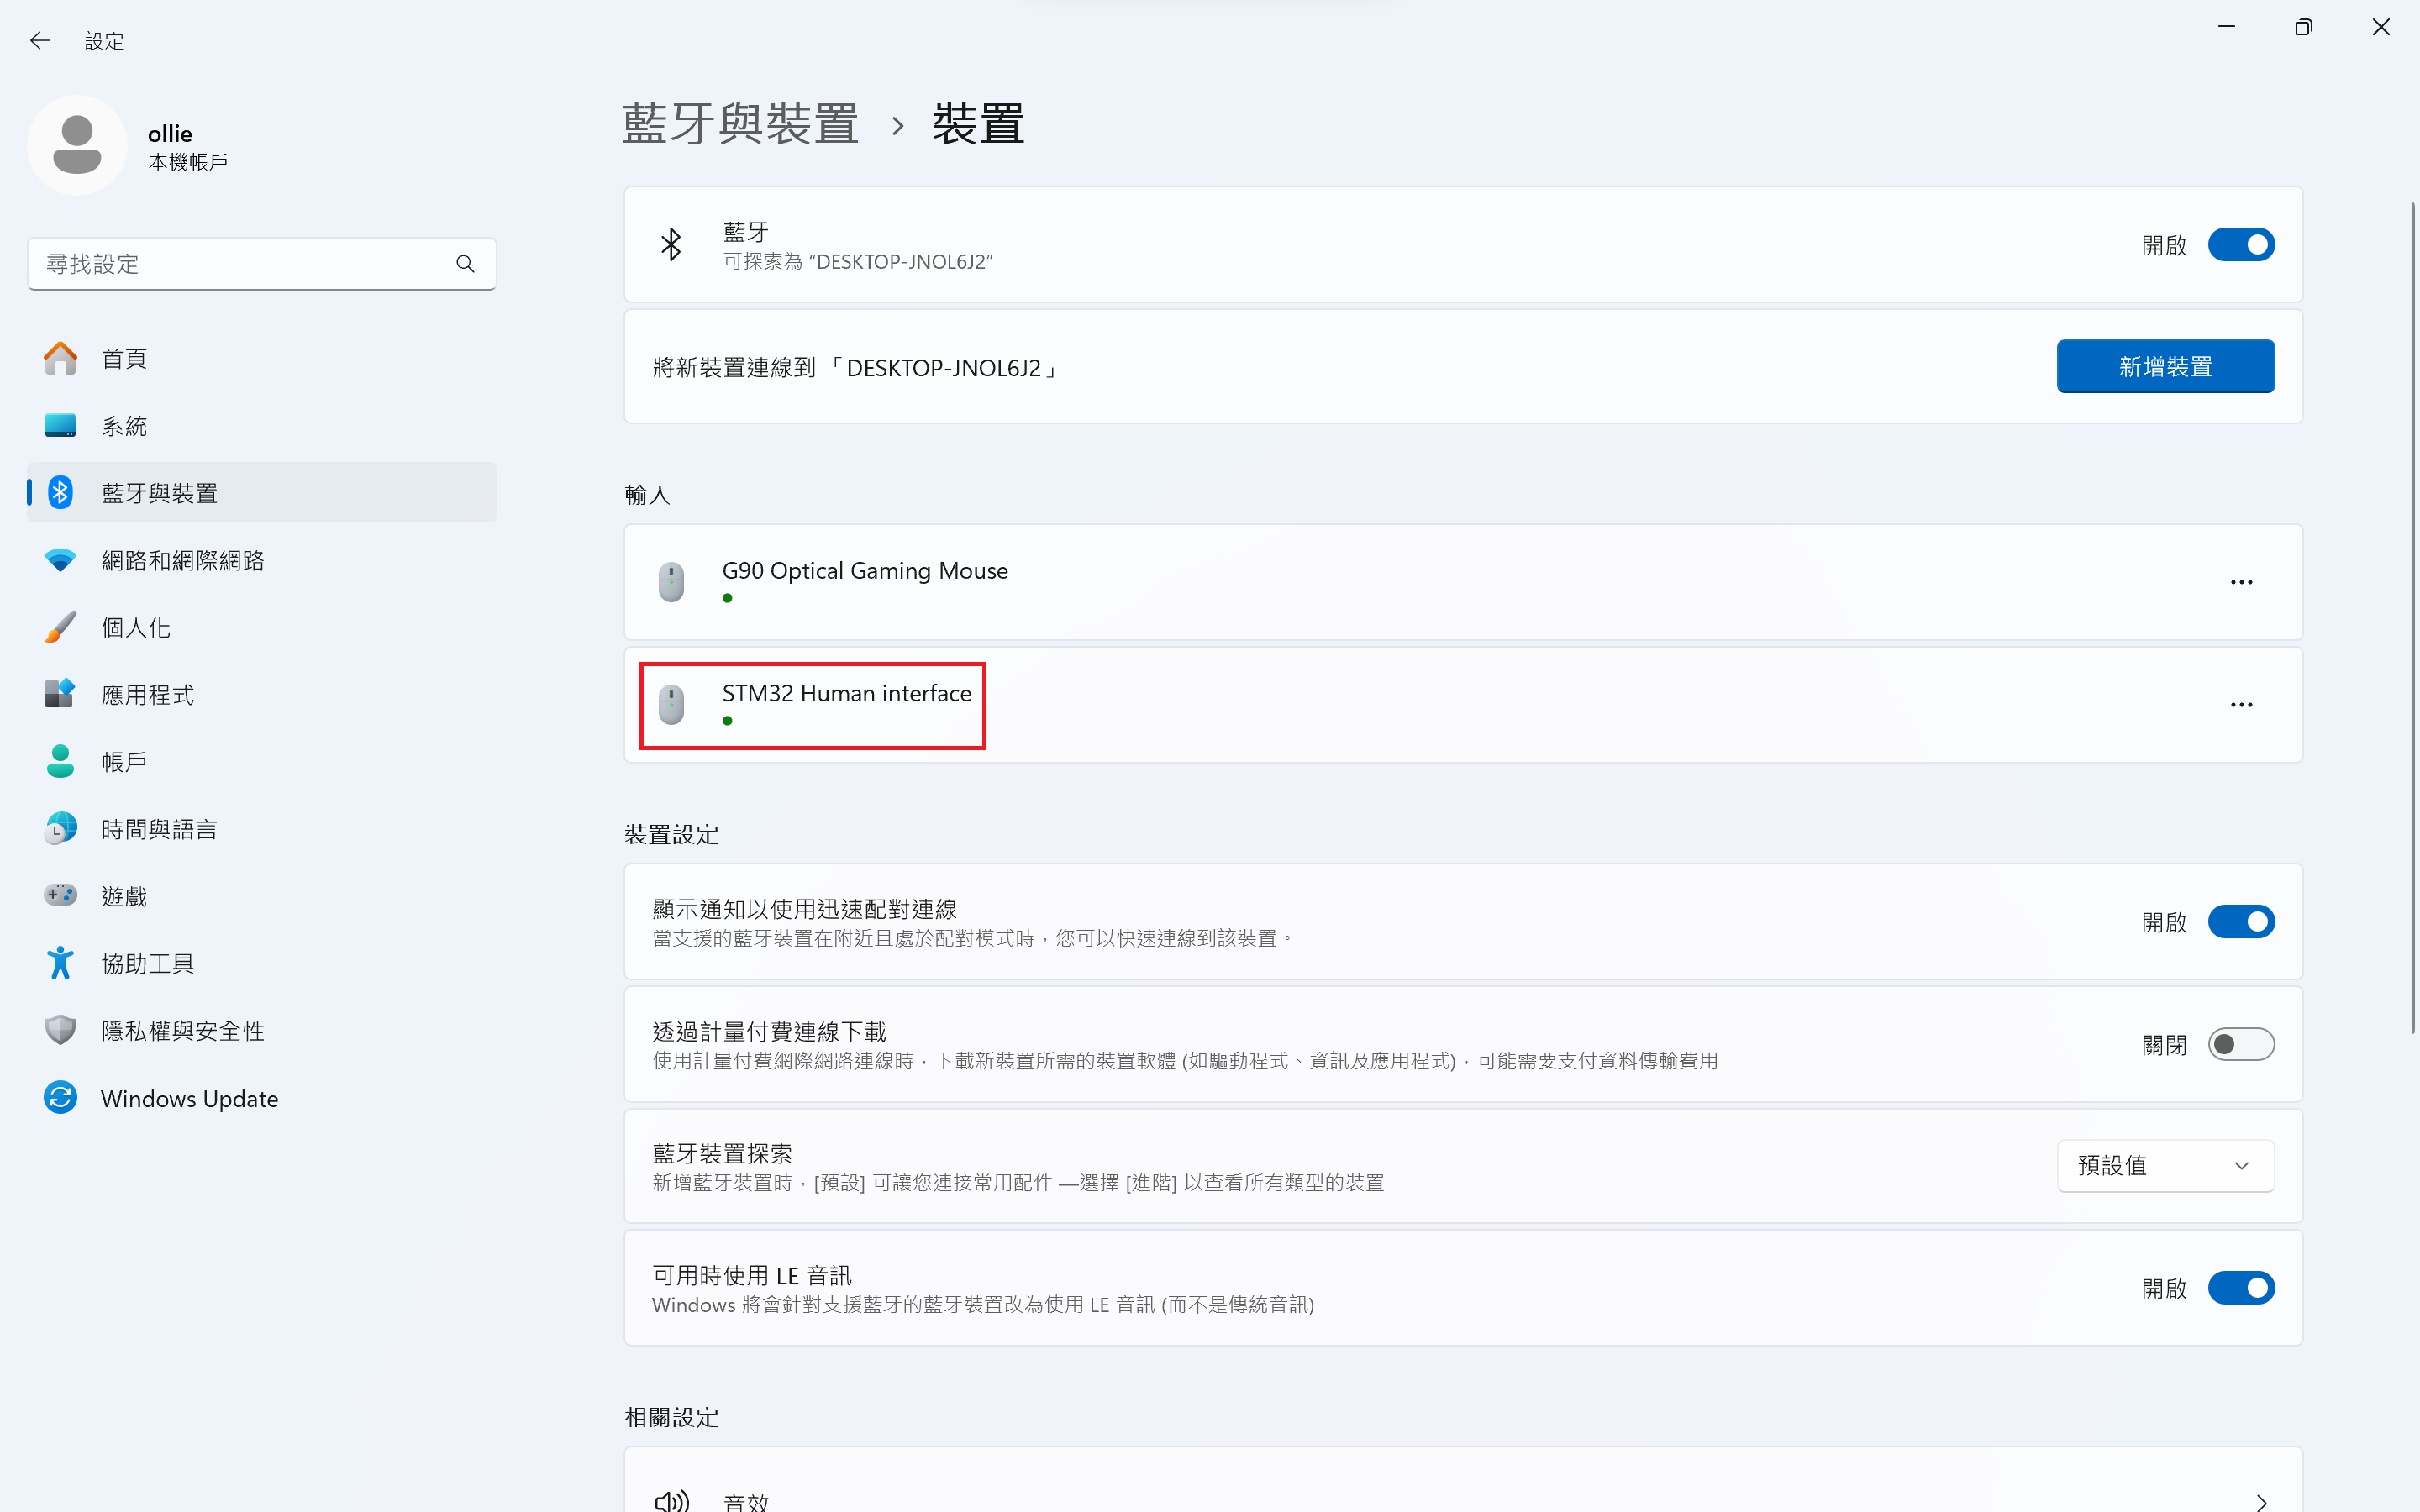 設定
ollie
本機帳戶
尋找設定
首頁
系統
藍牙與裝置
網路和網際網路
個人化
應用程式
帳戶
時間與語言
遊戲
協助工具
隱私權與安全性
Windows Update
藍牙與裝置 › 裝置
藍牙
可探索為 “DESKTOP-JNOL6J2”
開啟
將新裝置連線到 「DESKTOP-JNOL6J2」
新增裝置
輸入
G90 Optical Gaming Mouse
STM32 Human interface
裝置設定
顯示通知以使用迅速配對連線
當支援的藍牙裝置在附近且處於配對模式時，您可以快速連線到該裝置。
開啟
透過計量付費連線下載
使用計量付費網際網路連線時，下載新裝置所需的裝置軟體 (如驅動程式、資訊及應用程式)，可能需要支付資料傳輸費用
關閉
藍牙裝置探索
新增藍牙裝置時，[預設] 可讓您連接常用配件 —選擇 [進階] 以查看所有類型的裝置
預設值
可用時使用 LE 音訊
Windows 將會針對支援藍牙的藍牙裝置改為使用 LE 音訊 (而不是傳統音訊)
開啟
相關設定
音效